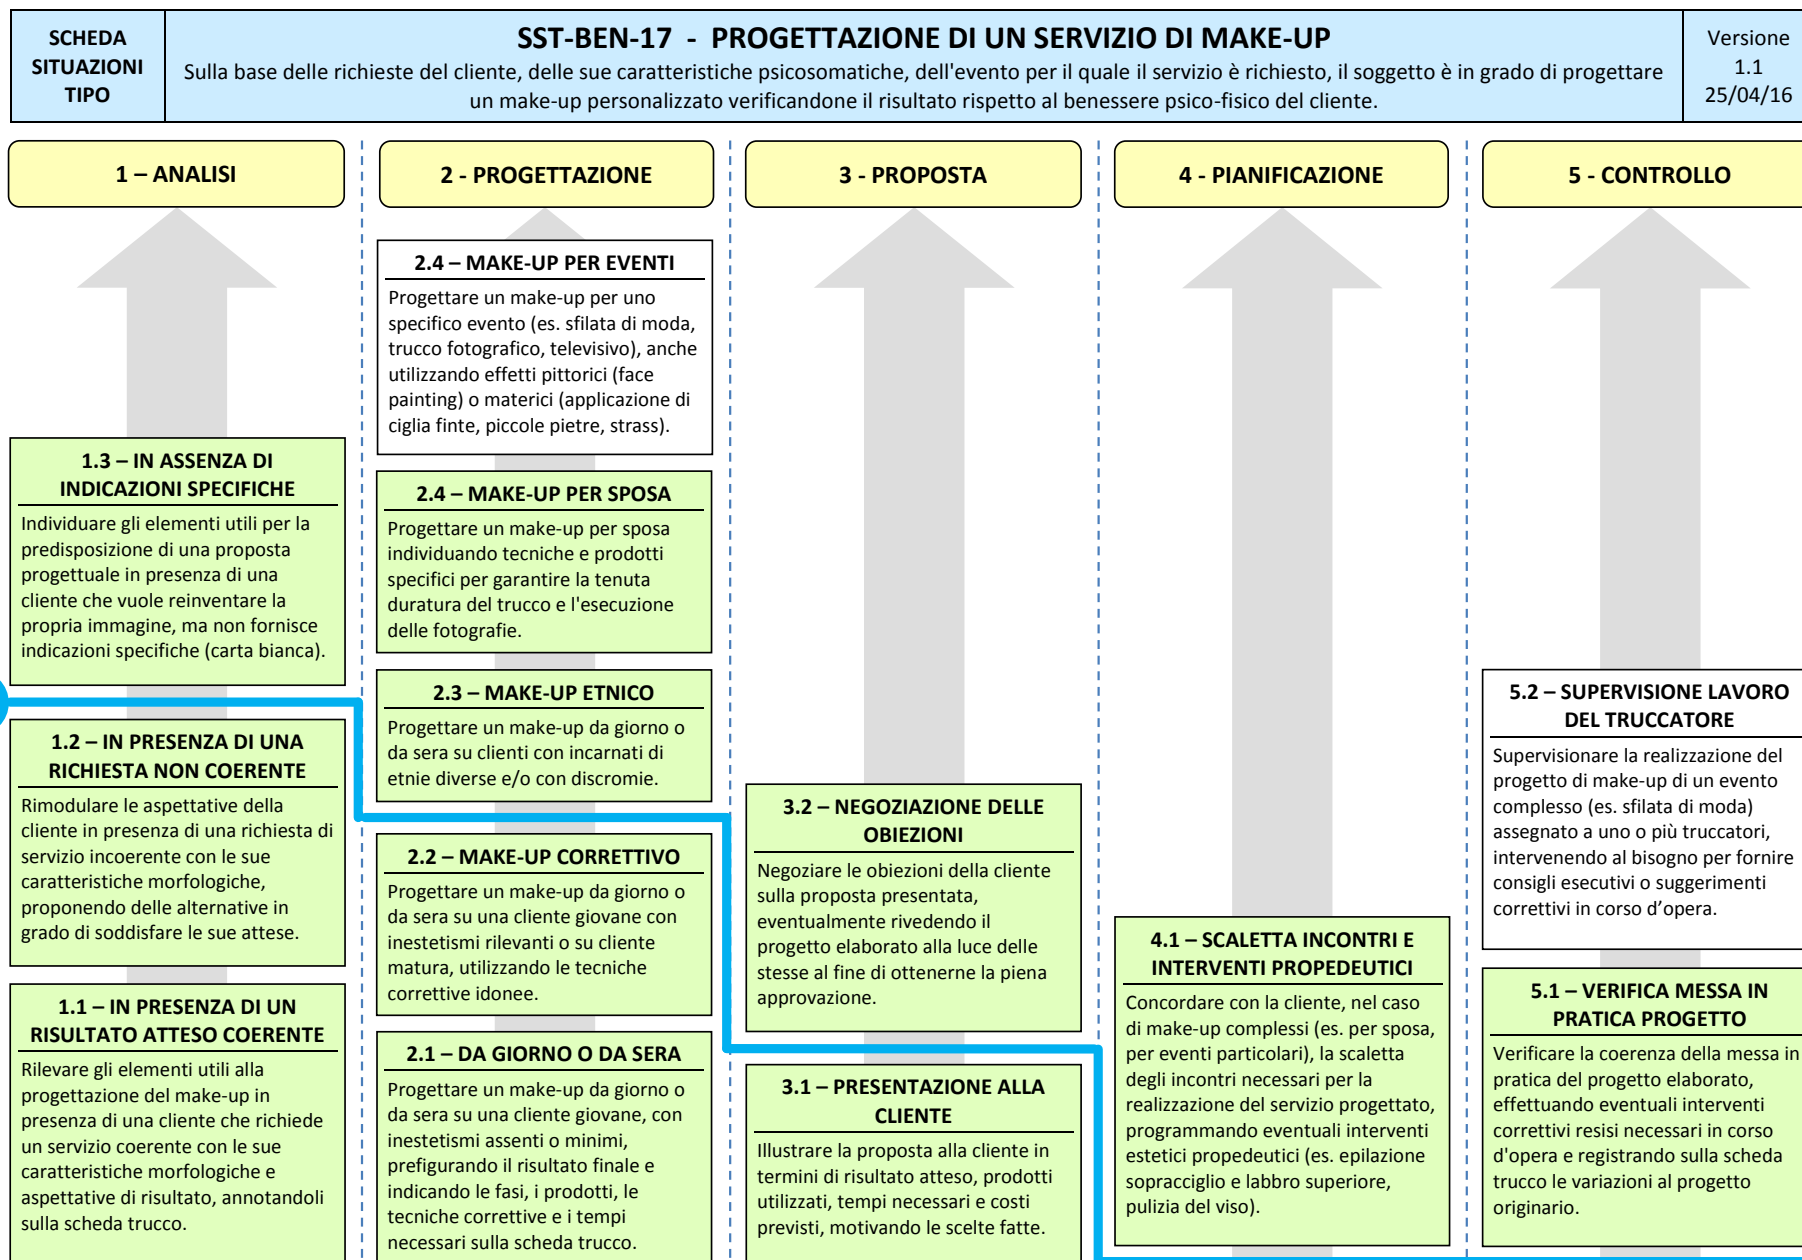 SCHEDA
SITUAZIONI
TIPO
SST-BEN-17 - PROGETTAZIONE DI UN SERVIZIO DI MAKE-UP
Sulla base delle richieste del cliente, delle sue caratteristiche psicosomatiche, dell'evento per il quale il servizio è richiesto, il soggetto è in grado di progettare
un make-up personalizzato verificandone il risultato rispetto al benessere psico-fisico del cliente.
Versione
1.1
25/04/16
1 – ANALISI
1.3 – IN ASSENZA DI
INDICAZIONI SPECIFICHE
Individuare gli elementi utili per la
predisposizione di una proposta
progettuale in presenza di una
cliente che vuole reinventare la
propria immagine, ma non fornisce
indicazioni specifiche (carta bianca).
1.2 – IN PRESENZA DI UNA
RICHIESTA NON COERENTE
Rimodulare le aspettative della
cliente in presenza di una richiesta di
servizio incoerente con le sue
caratteristiche morfologiche,
proponendo delle alternative in
grado di soddisfare le sue attese.
1.1 – IN PRESENZA DI UN
RISULTATO ATTESO COERENTE
Rilevare gli elementi utili alla
progettazione del make-up in
presenza di una cliente che richiede
un servizio coerente con le sue
caratteristiche morfologiche e
aspettative di risultato, annotandoli
sulla scheda trucco.
2 - PROGETTAZIONE
2.4 – MAKE-UP PER EVENTI
Progettare un make-up per uno
specifico evento (es. sfilata di moda,
trucco fotografico, televisivo), anche
utilizzando effetti pittorici (face
painting) o materici (applicazione di
ciglia finte, piccole pietre, strass).
2.4 – MAKE-UP PER SPOSA
Progettare un make-up per sposa
individuando tecniche e prodotti
specifici per garantire la tenuta
duratura del trucco e l'esecuzione
delle fotografie.
2.3 – MAKE-UP ETNICO
Progettare un make-up da giorno o
da sera su clienti con incarnati di
etnie diverse e/o con discromie.
2.2 – MAKE-UP CORRETTIVO
Progettare un make-up da giorno o
da sera su una cliente giovane con
inestetismi rilevanti o su cliente
matura, utilizzando le tecniche
correttive idonee.
2.1 – DA GIORNO O DA SERA
Progettare un make-up da giorno o
da sera su una cliente giovane, con
inestetismi assenti o minimi,
prefigurando il risultato finale e
indicando le fasi, i prodotti, le
tecniche correttive e i tempi
necessari sulla scheda trucco.
3 - PROPOSTA
3.2 – NEGOZIAZIONE DELLE
OBIEZIONI
Negoziare le obiezioni della cliente
sulla proposta presentata,
eventualmente rivedendo il
progetto elaborato alla luce delle
stesse al fine di ottenerne la piena
approvazione.
3.1 – PRESENTAZIONE ALLA
CLIENTE
Illustrare la proposta alla cliente in
termini di risultato atteso, prodotti
utilizzati, tempi necessari e costi
previsti, motivando le scelte fatte.
4 - PIANIFICAZIONE
4.1 – SCALETTA INCONTRI E
INTERVENTI PROPEDEUTICI
Concordare con la cliente, nel caso
di make-up complessi (es. per sposa,
per eventi particolari), la scaletta
degli incontri necessari per la
realizzazione del servizio progettato,
programmando eventuali interventi
estetici propedeutici (es. epilazione
sopracciglio e labbro superiore,
pulizia del viso).
5 - CONTROLLO
5.2 – SUPERVISIONE LAVORO
DEL TRUCCATORE
Supervisionare la realizzazione del
progetto di make-up di un evento
complesso (es. sfilata di moda)
assegnato a uno o più truccatori,
intervenendo al bisogno per fornire
consigli esecutivi o suggerimenti
correttivi in corso d’opera.
5.1 – VERIFICA MESSA IN
PRATICA PROGETTO
Verificare la coerenza della messa in
pratica del progetto elaborato,
effettuando eventuali interventi
correttivi resisi necessari in corso
d'opera e registrando sulla scheda
trucco le variazioni al progetto
originario.